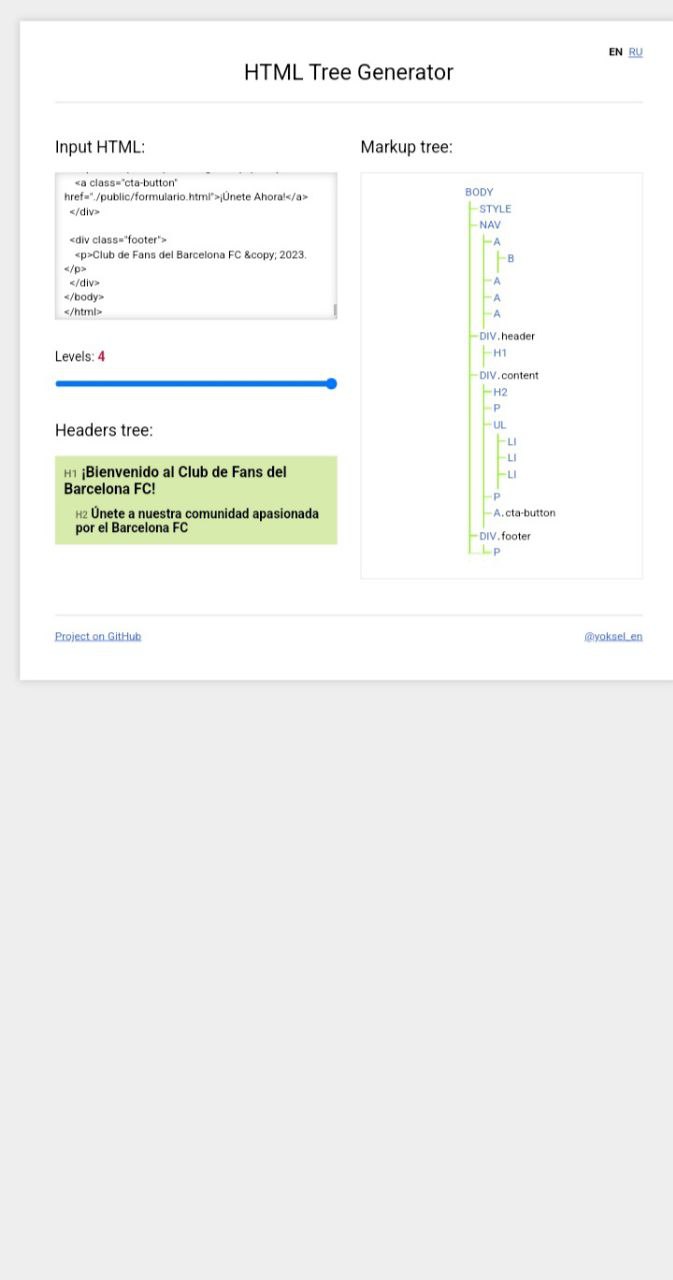 EN RU
HTML Tree Generator
Input HTML:
<a class="cta-button"
href="./public/formulario.html">¡Únete Ahora!</a>
</div>
<div class="footer">
<p>Club de Fans del Barcelona FC &copy; 2023.
</p>
</div>
</body>
</html>
Levels: 4
Headers tree:
H1 ¡Bienvenido al Club de Fans del
Barcelona FC!
H2 Únete a nuestra comunidad apasionada
por el Barcelona FC
Markup tree:
BODY
STYLE
NAV
A
B
A
A
A
DIV.header
H1
DIV.content
H2
P
UL
LI
LI
LI
P
A.cta-button
DIV.footer
P
Project on GitHub
@yoksel_en